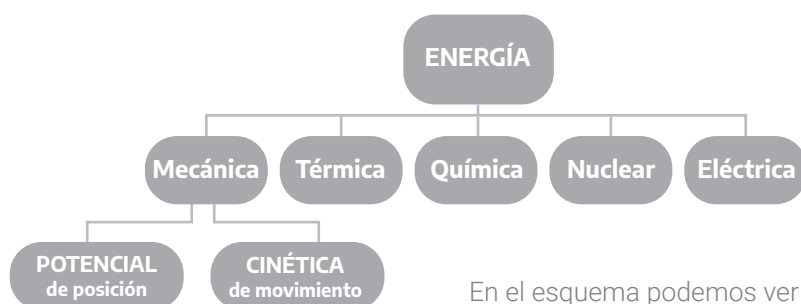 ENERGÍA
Mecánica Térmica Química Nuclear Eléctrica
POTENCIAL
de posición
CINÉTICA
de movimiento
En el esquema podemos ver